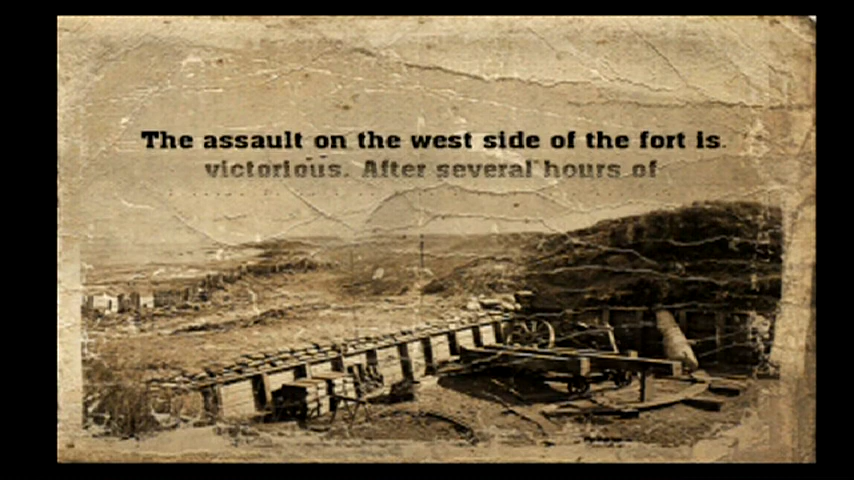 The assault on the west side of the fort is
victorious. After several hours of